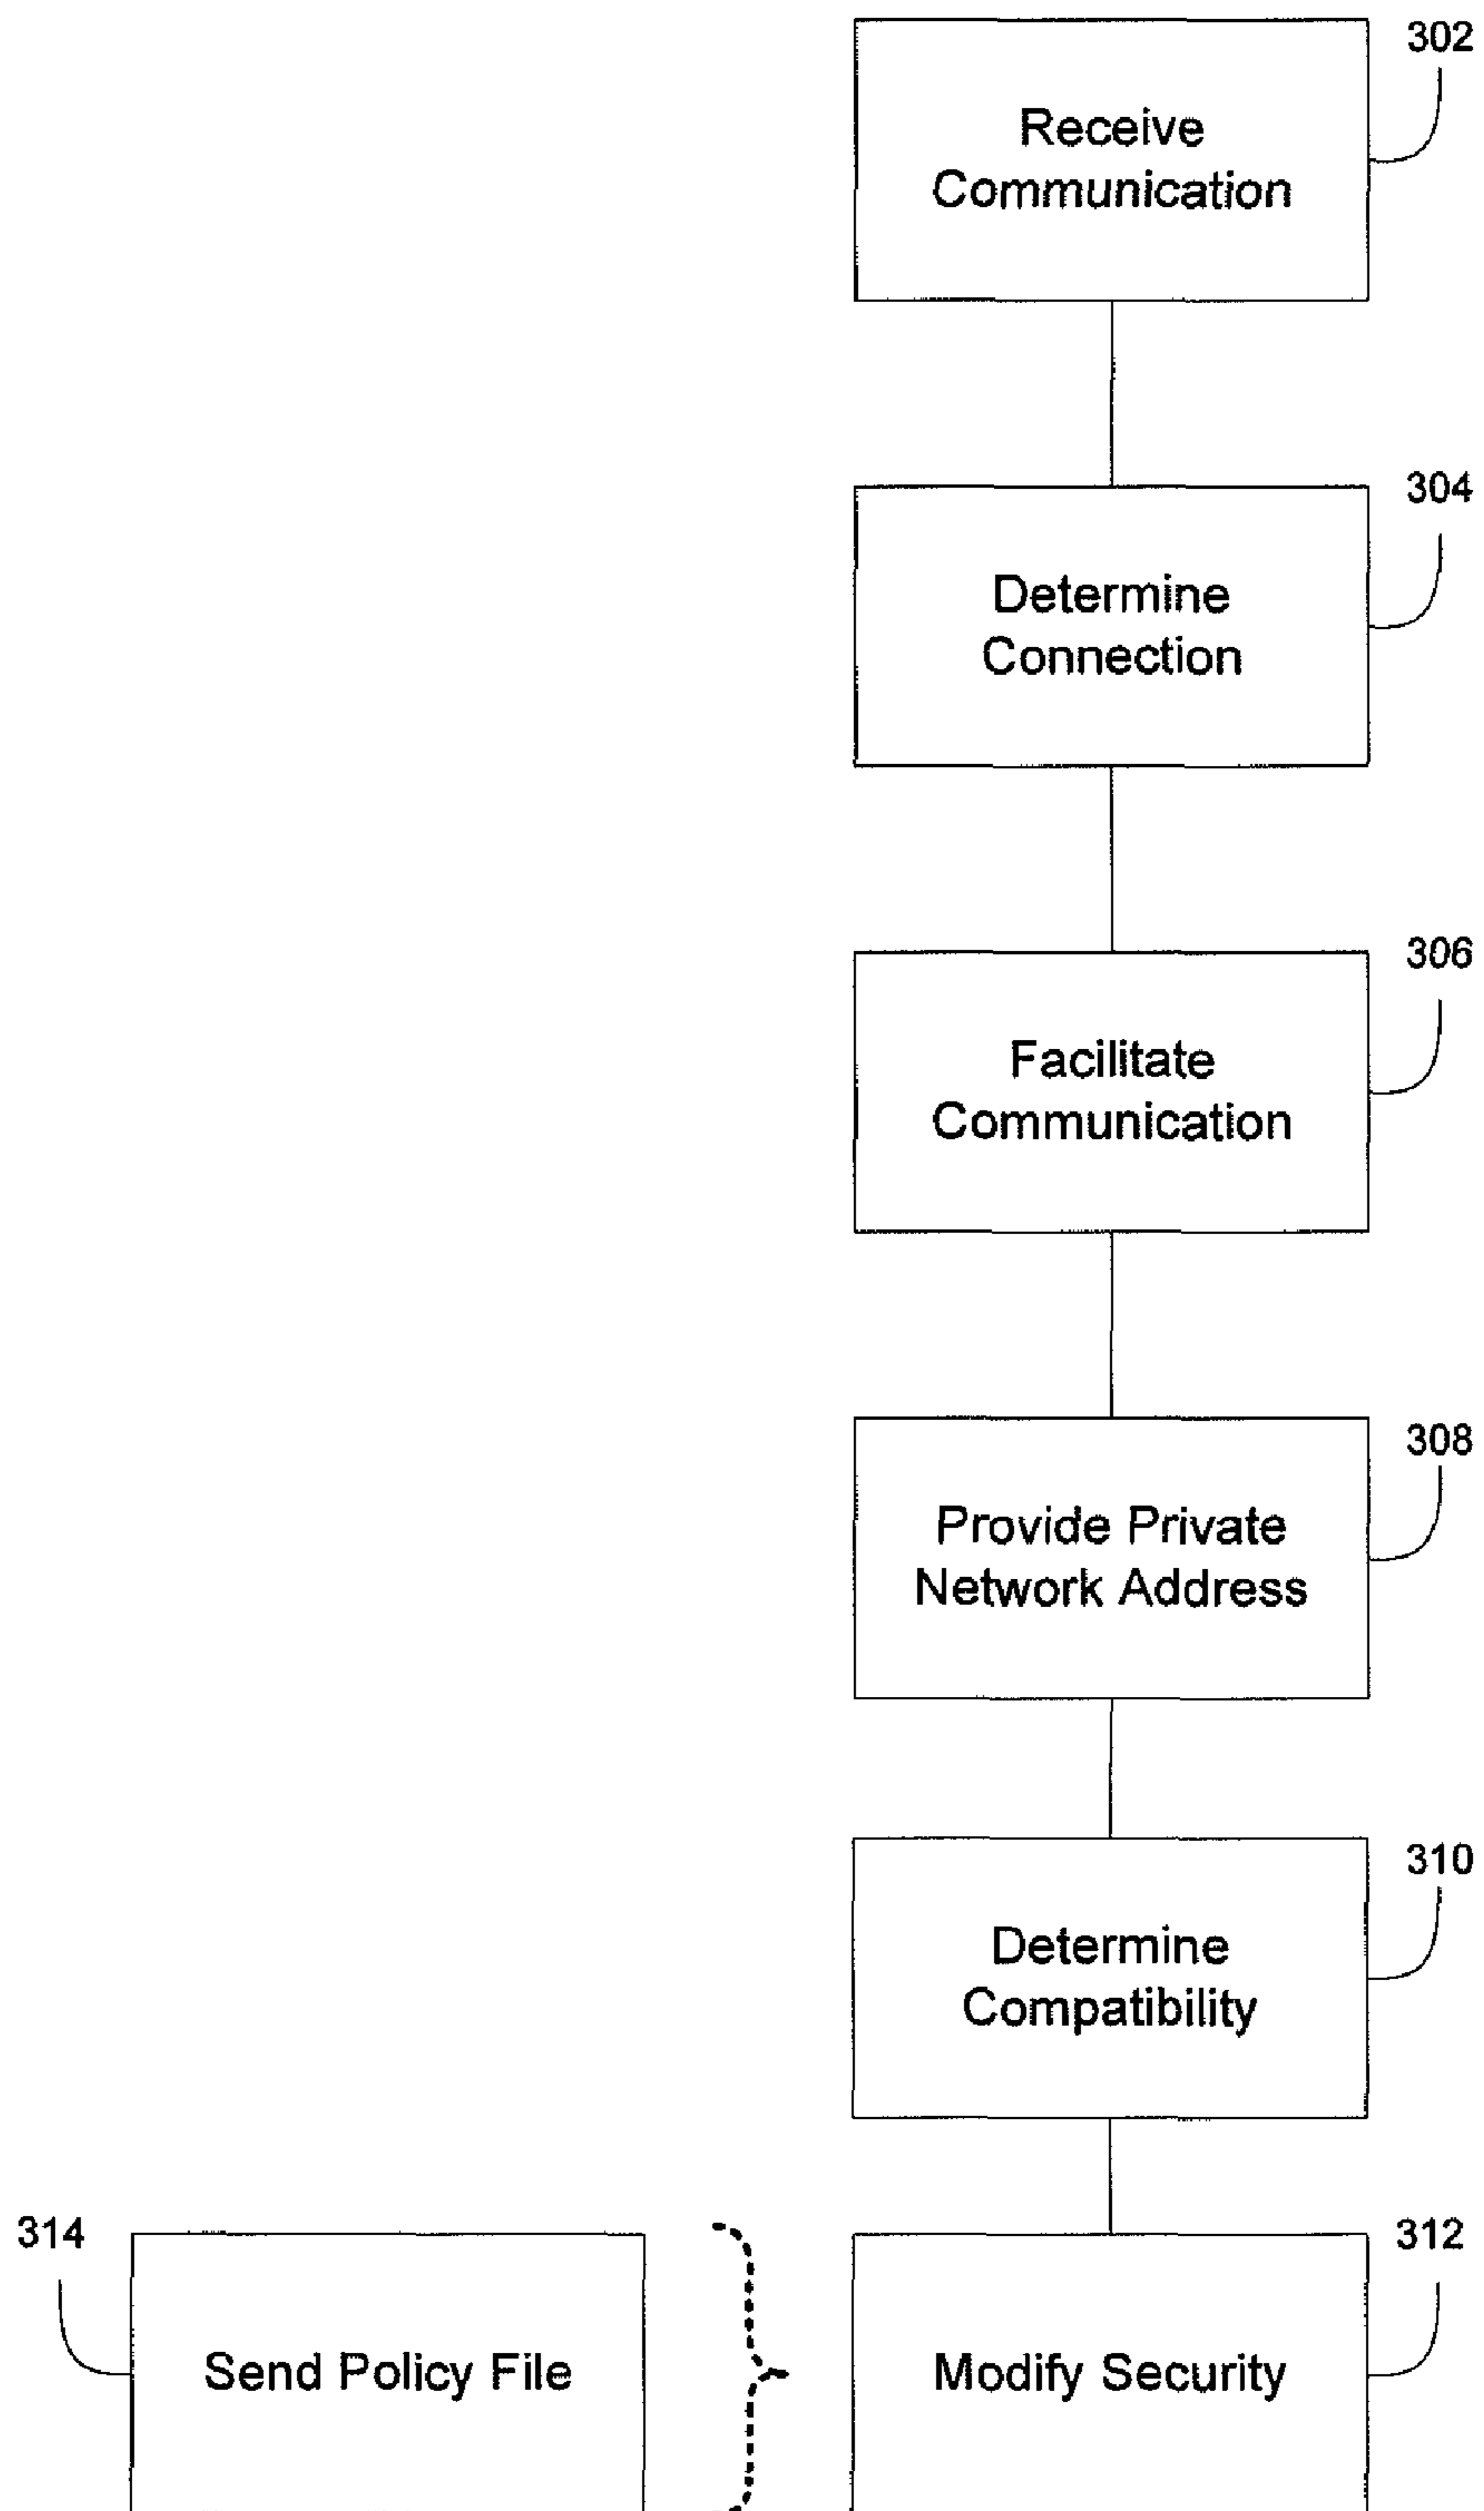 302
Receive
Communication
304
Determine
Connection
306
Facilitate
Communication
308
Provide Private
Network Address
310
Determine
Compatibility
314
312
Send Policy File
Modify Security